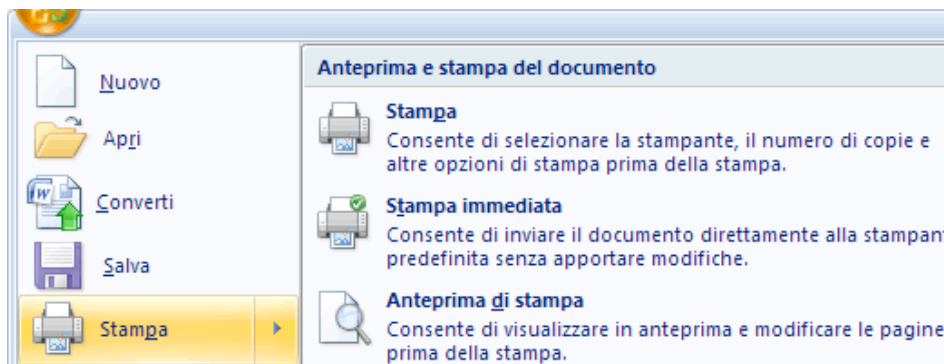 Nuovo
Apri
Converti
Salva
Stampa
Anteprima e stampa del documento
Stampa
Consente di selezionare la stampante, il numero di copie e
altre opzioni di stampa prima della stampa.
Stampa immediata
Consente di inviare il documento direttamente alla stampant
predefinita senza apportare modifiche.
Anteprima di stampa
Consente di visualizzare in anteprima e modificare le pagine
prima della stampa.